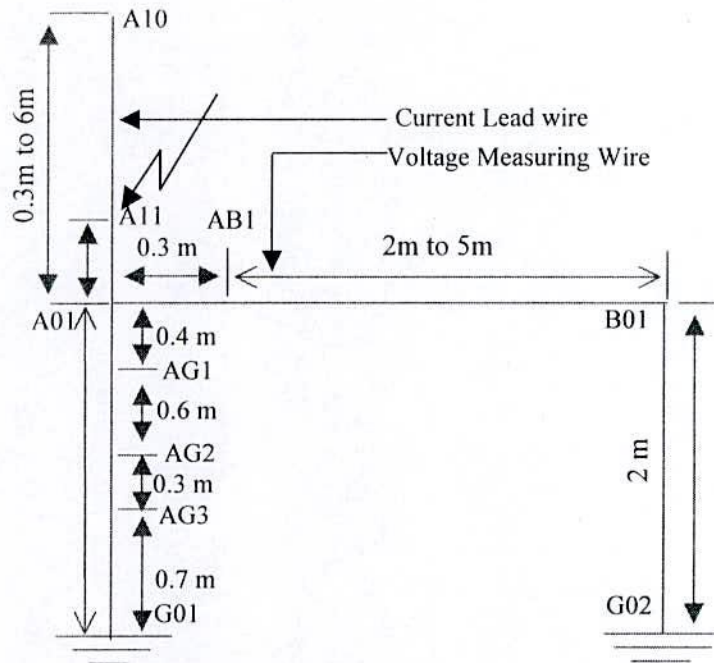 A10
0.3m to 6m
Current Lead wire
Voltage Measuring Wire
A11
AB1
0.3 m
2m to 5m
A01
B01
0.4 m
AG1
0.6 m
AG2
0.3 m
AG3
2 m
0.7 m
G01
G02